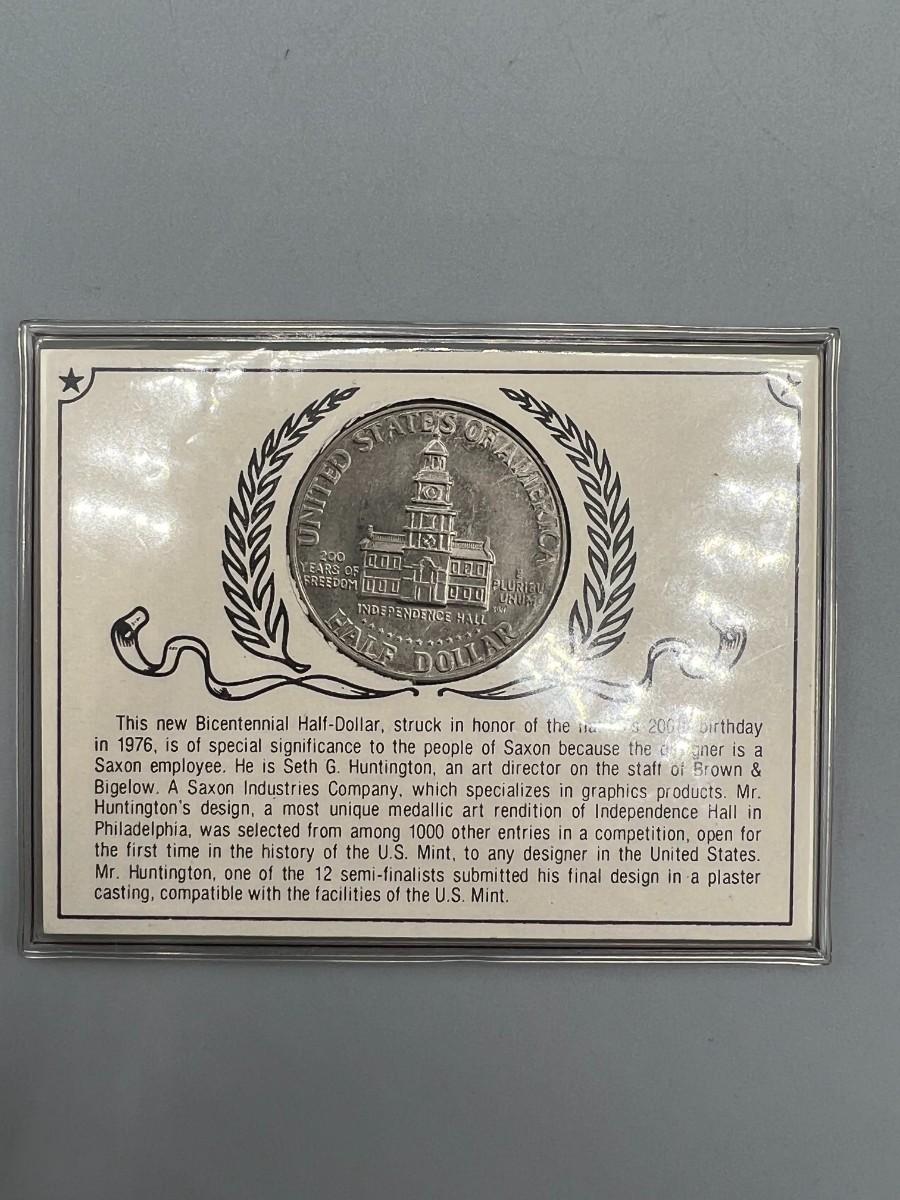 UNITED STATES OF AMERICA
200
YEARS OF
FREEDOM
E
PLURIBUS
UNUM
INDEPENDENCE HALL
HALF DOLLAR
This new Bicentennial Half-Dollar, struck in honor of the 200th birthday
in 1976, is of special significance to the people of Saxon because the designer is a
Saxon employee. He is Seth G. Huntington, an art director on the staff of Brown &
Bigelow. A Saxon Industries Company, which specializes in graphics products. Mr.
Huntington's design, a most unique medallic art rendition of Independence Hall in
Philadelphia, was selected from among 1000 other entries in a competition, open for
the first time in the history of the U.S. Mint, to any designer in the United States.
Mr. Huntington, one of the 12 semi-finalists submitted his final design in a plaster
casting, compatible with the facilities of the U.S. Mint.